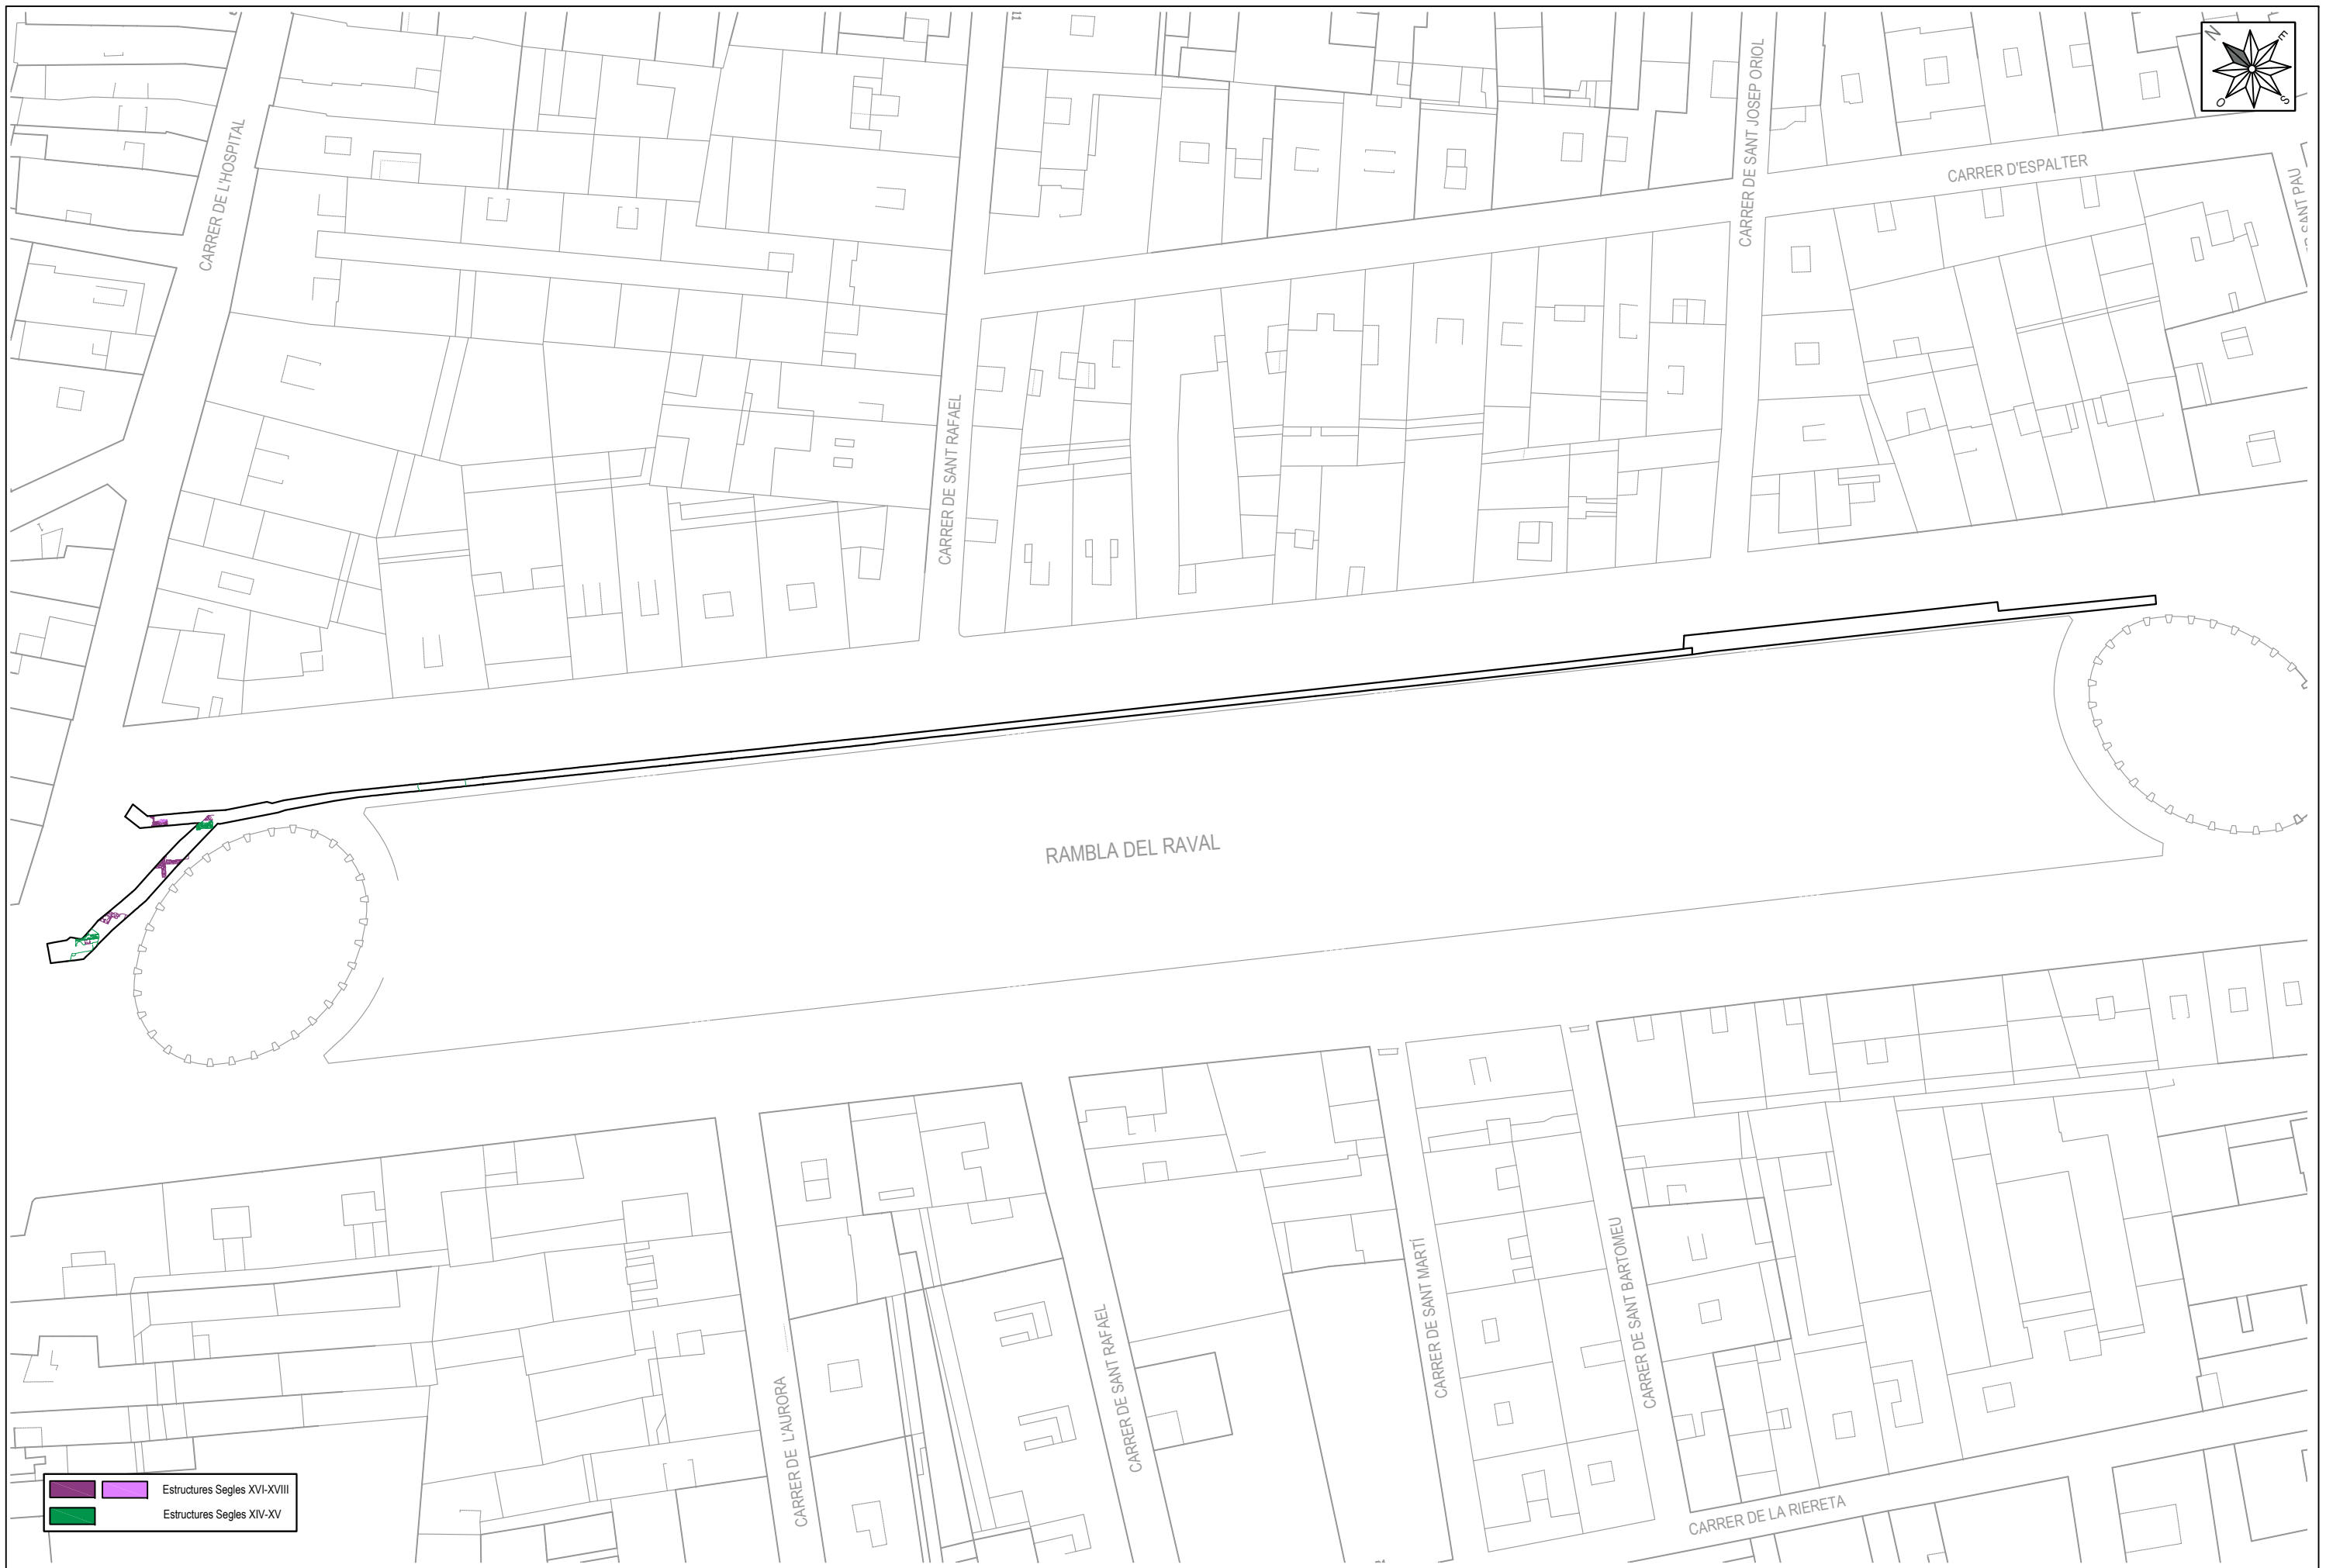 N
E
S
O
CARRER DE L'HOSPITAL
CARRER DE SANT JOSEP ORIOL
CARRER D'ESPALTER
SANT PAU
CARRER DE SANT RAFAEL
RAMBLA DEL RAVAL
CARRER DE L'AURORA
CARRER DE SANT RAFAEL
CARRER DE SANT MARTÍ
CARRER DE SANT BARTOMEU
CARRER DE LA RIERETA
Estructures Segles XVI-XVIII
Estructures Segles XIV-XV